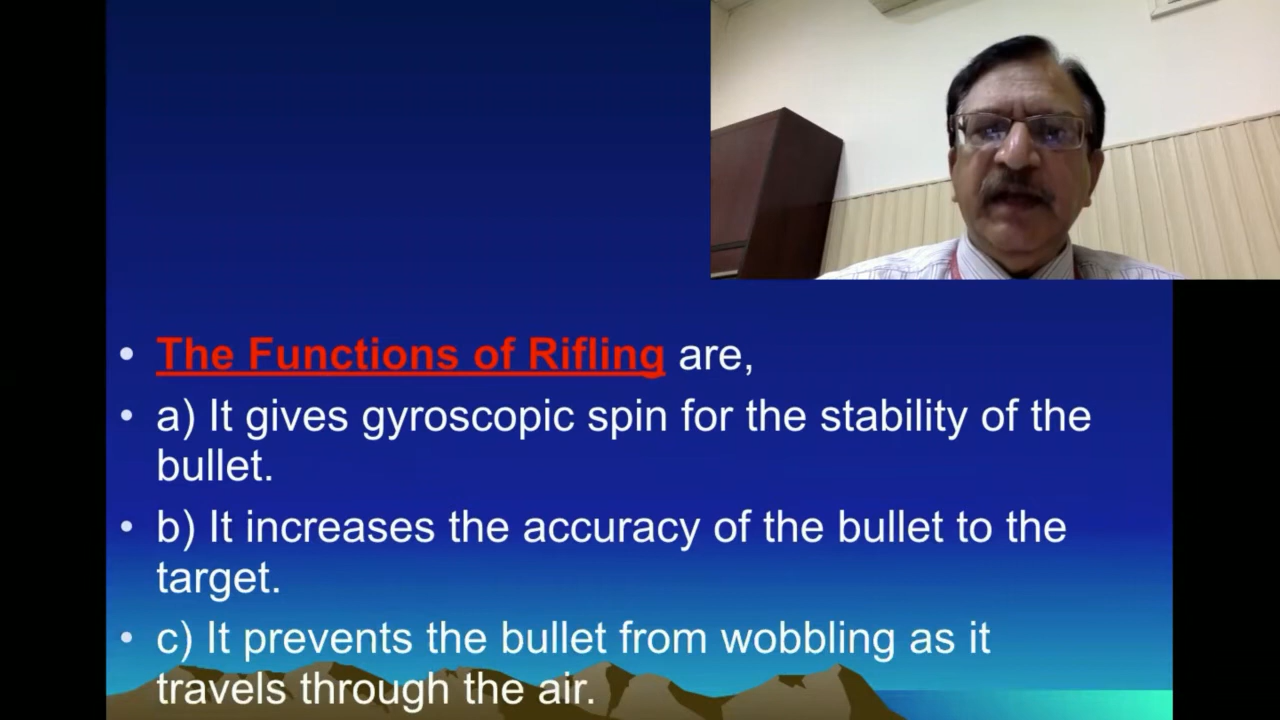 • The Functions of Rifling are,
• a) It gives gyroscopic spin for the stability of the
bullet.
• b) It increases the accuracy of the bullet to the
target.
• c) It prevents the bullet from wobbling as it
travels through the air.